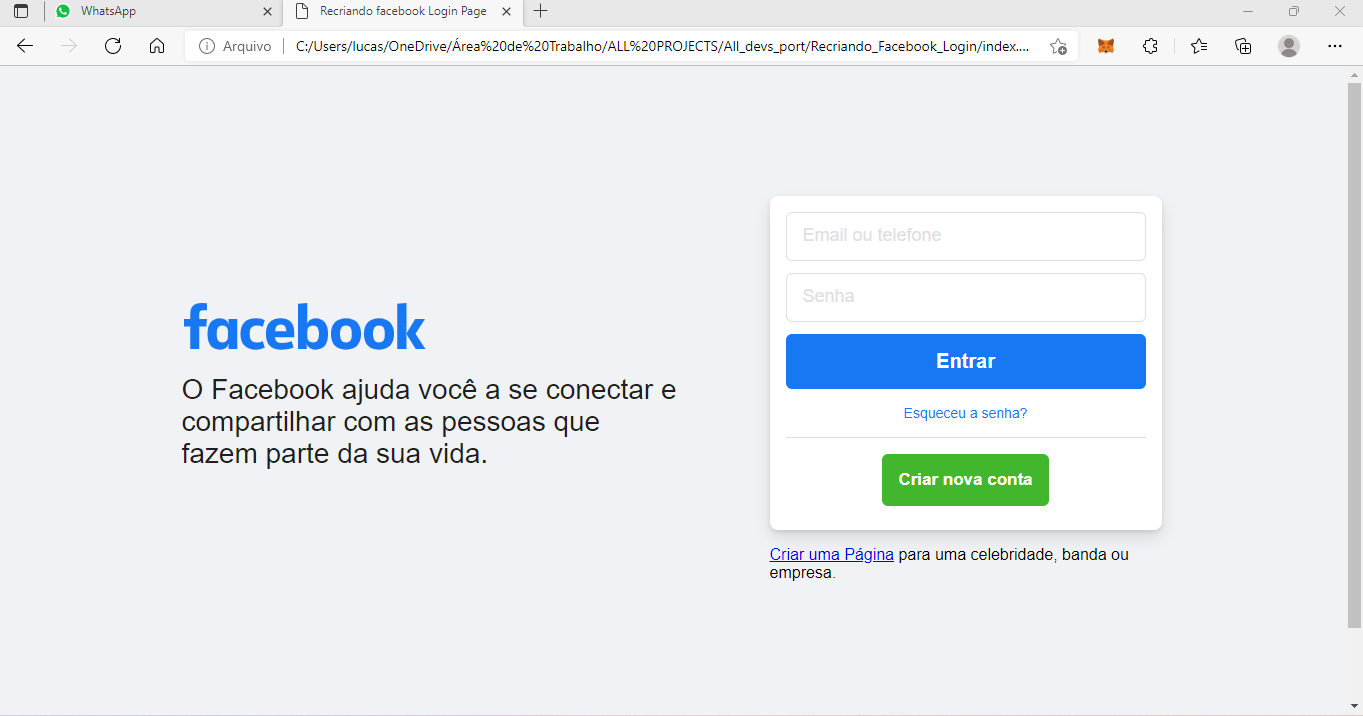 WhatsApp
Recriando facebook Login Page
Arquivo
C:/Users/lucas/OneDrive/Área%20de%20Trabalho/ALL%20PROJECTS/All_devs_port/Recriando_Facebook_Login/index....
facebook
O Facebook ajuda você a se conectar e
compartilhar com as pessoas que
fazem parte da sua vida.
Email ou telefone
Senha
Entrar
Esqueceu a senha?
Criar nova conta
Criar uma Página para uma celebridade, banda ou
empresa.